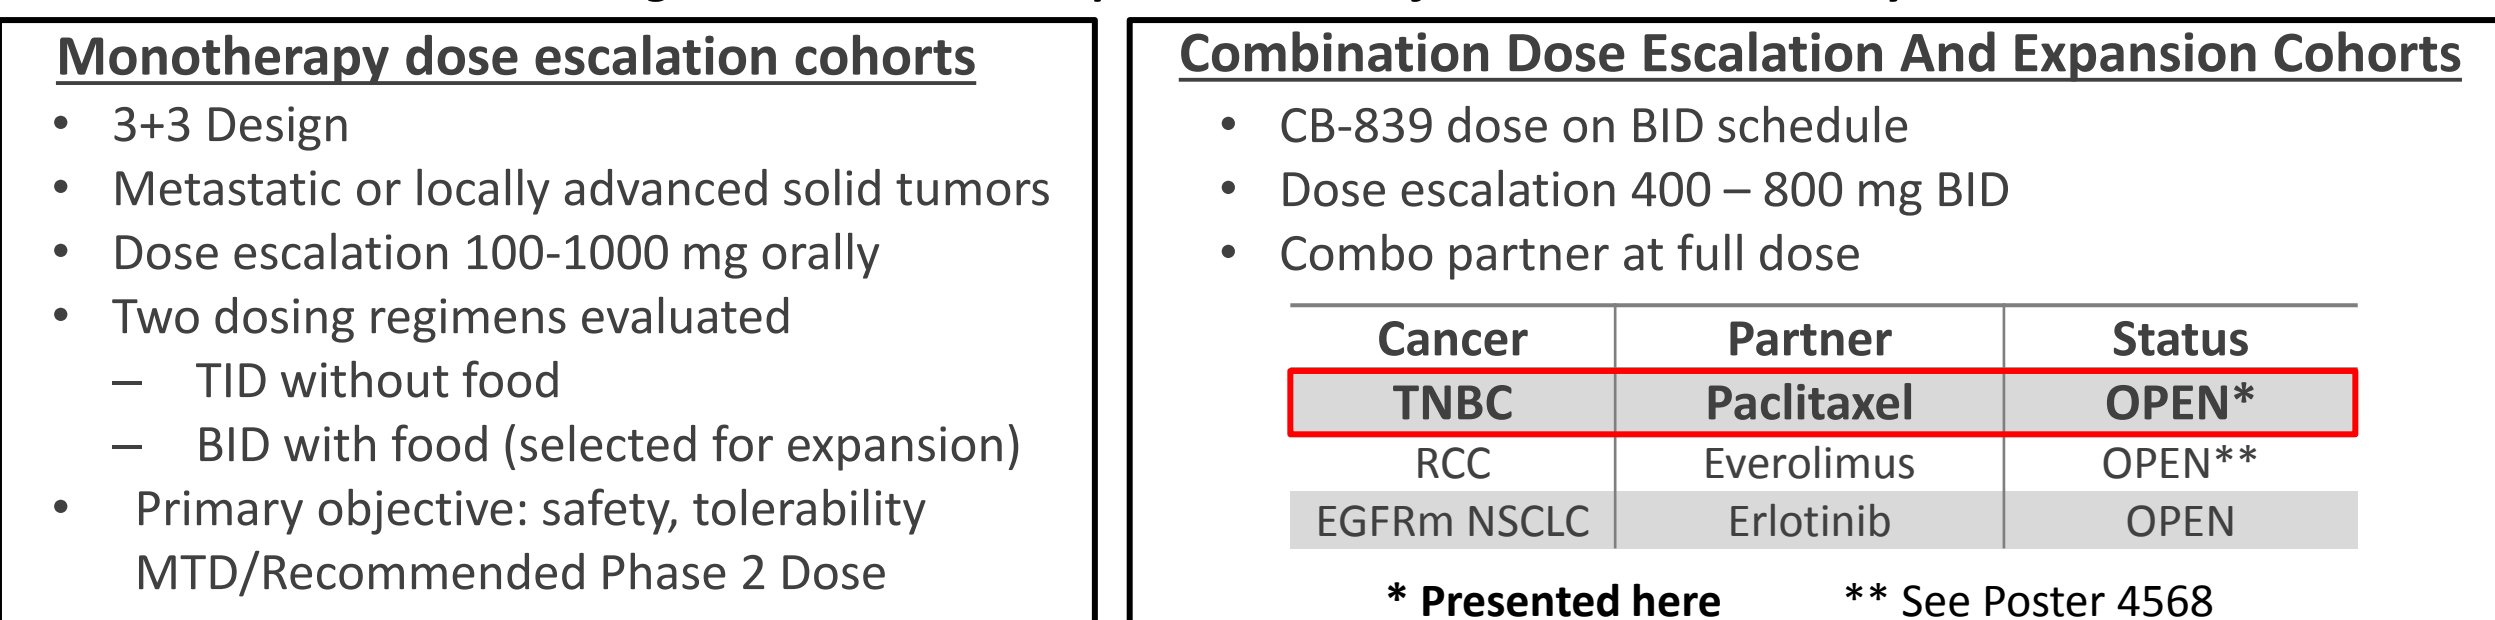 Monotherapy dose escalation cohorts
• 3+3 Design
• Metastatic or locally advanced solid tumors
• Dose escalation 100-1000 mg orally
• Two dosing regimens evaluated
— TID without food
— BID with food (selected for expansion)
• Primary objective: safety, tolerability
MTD/Recommended Phase 2 Dose
Combination Dose Escalation And Expansion Cohorts
• CB-839 dose on BID schedule
• Dose escalation 400 – 800 mg BID
• Combo partner at full dose
Cancer Partner Status
TNBC Paclitaxel OPEN*
RCC Everolimus OPEN**
EGFRm NSCLC Erlotinib OPEN
* Presented here ** See Poster 4568